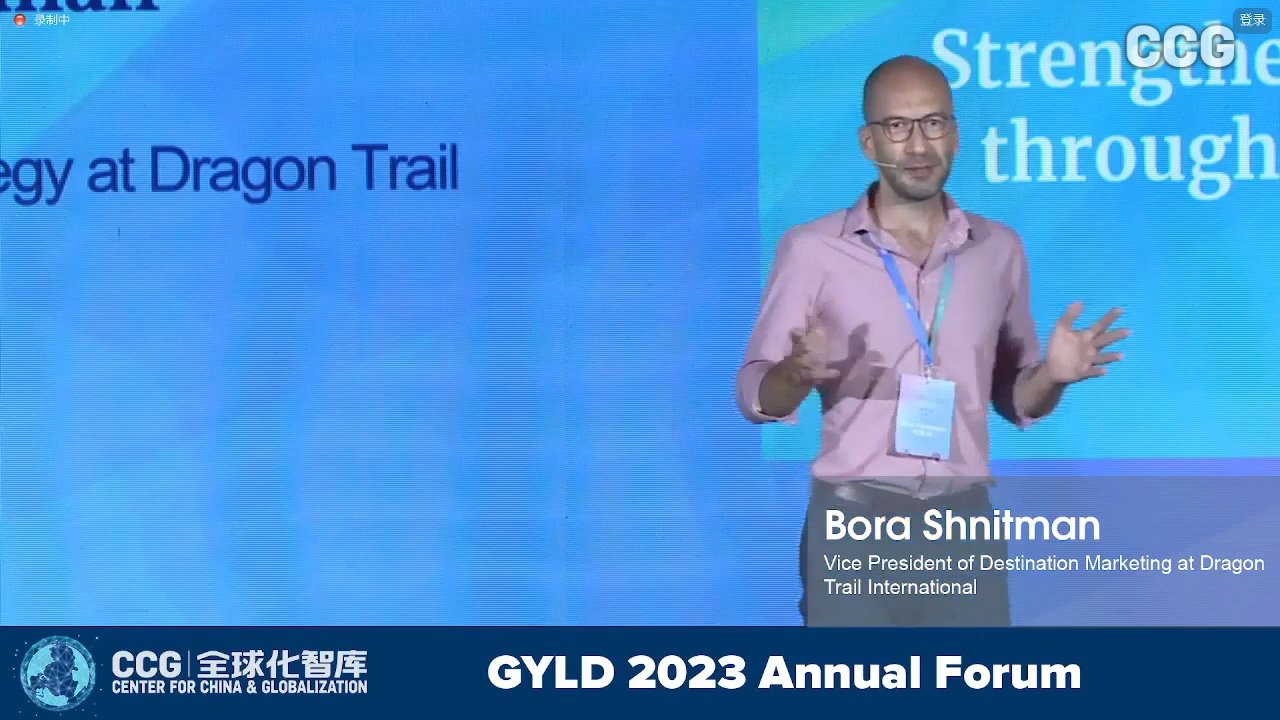 录制中
登录
CCG
Strengthe
through
egy at Dragon Trail
Bora Shnitman
Vice President of Destination Marketing at Dragon
Trail International
CCG 全球化智库
CENTER FOR CHINA & GLOBALIZATION
GYLD 2023 Annual Forum